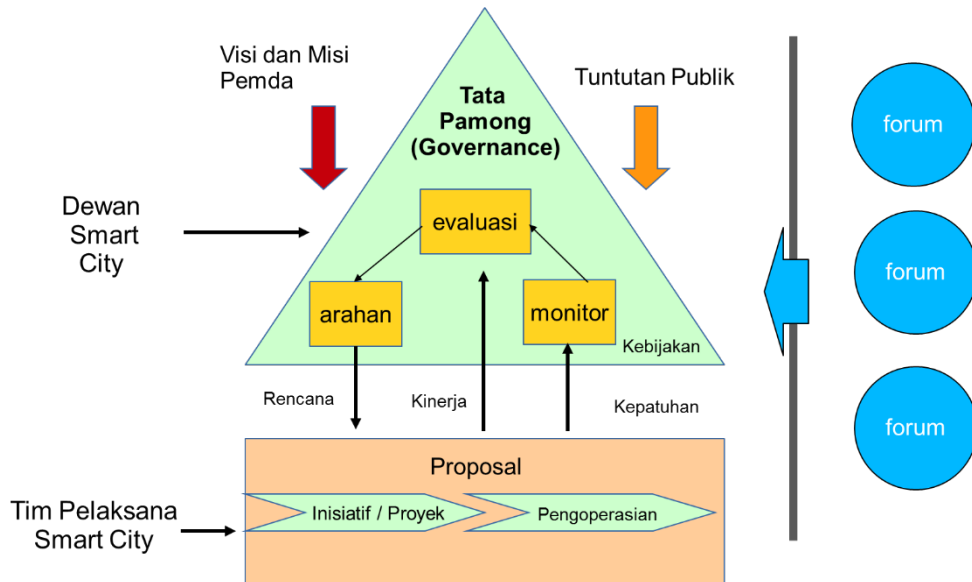 Visi dan Misi
Pemda
Tuntutan Publik
Tata
Pamong
(Governance)
forum
Dewan
Smart
City
evaluasi
forum
arahan
monitor
Kebijakan
Rencana
Kinerja
Kepatuhan
forum
Proposal
Tim Pelaksana
Smart City
Inisiatif / Proyek
Pengoperasian